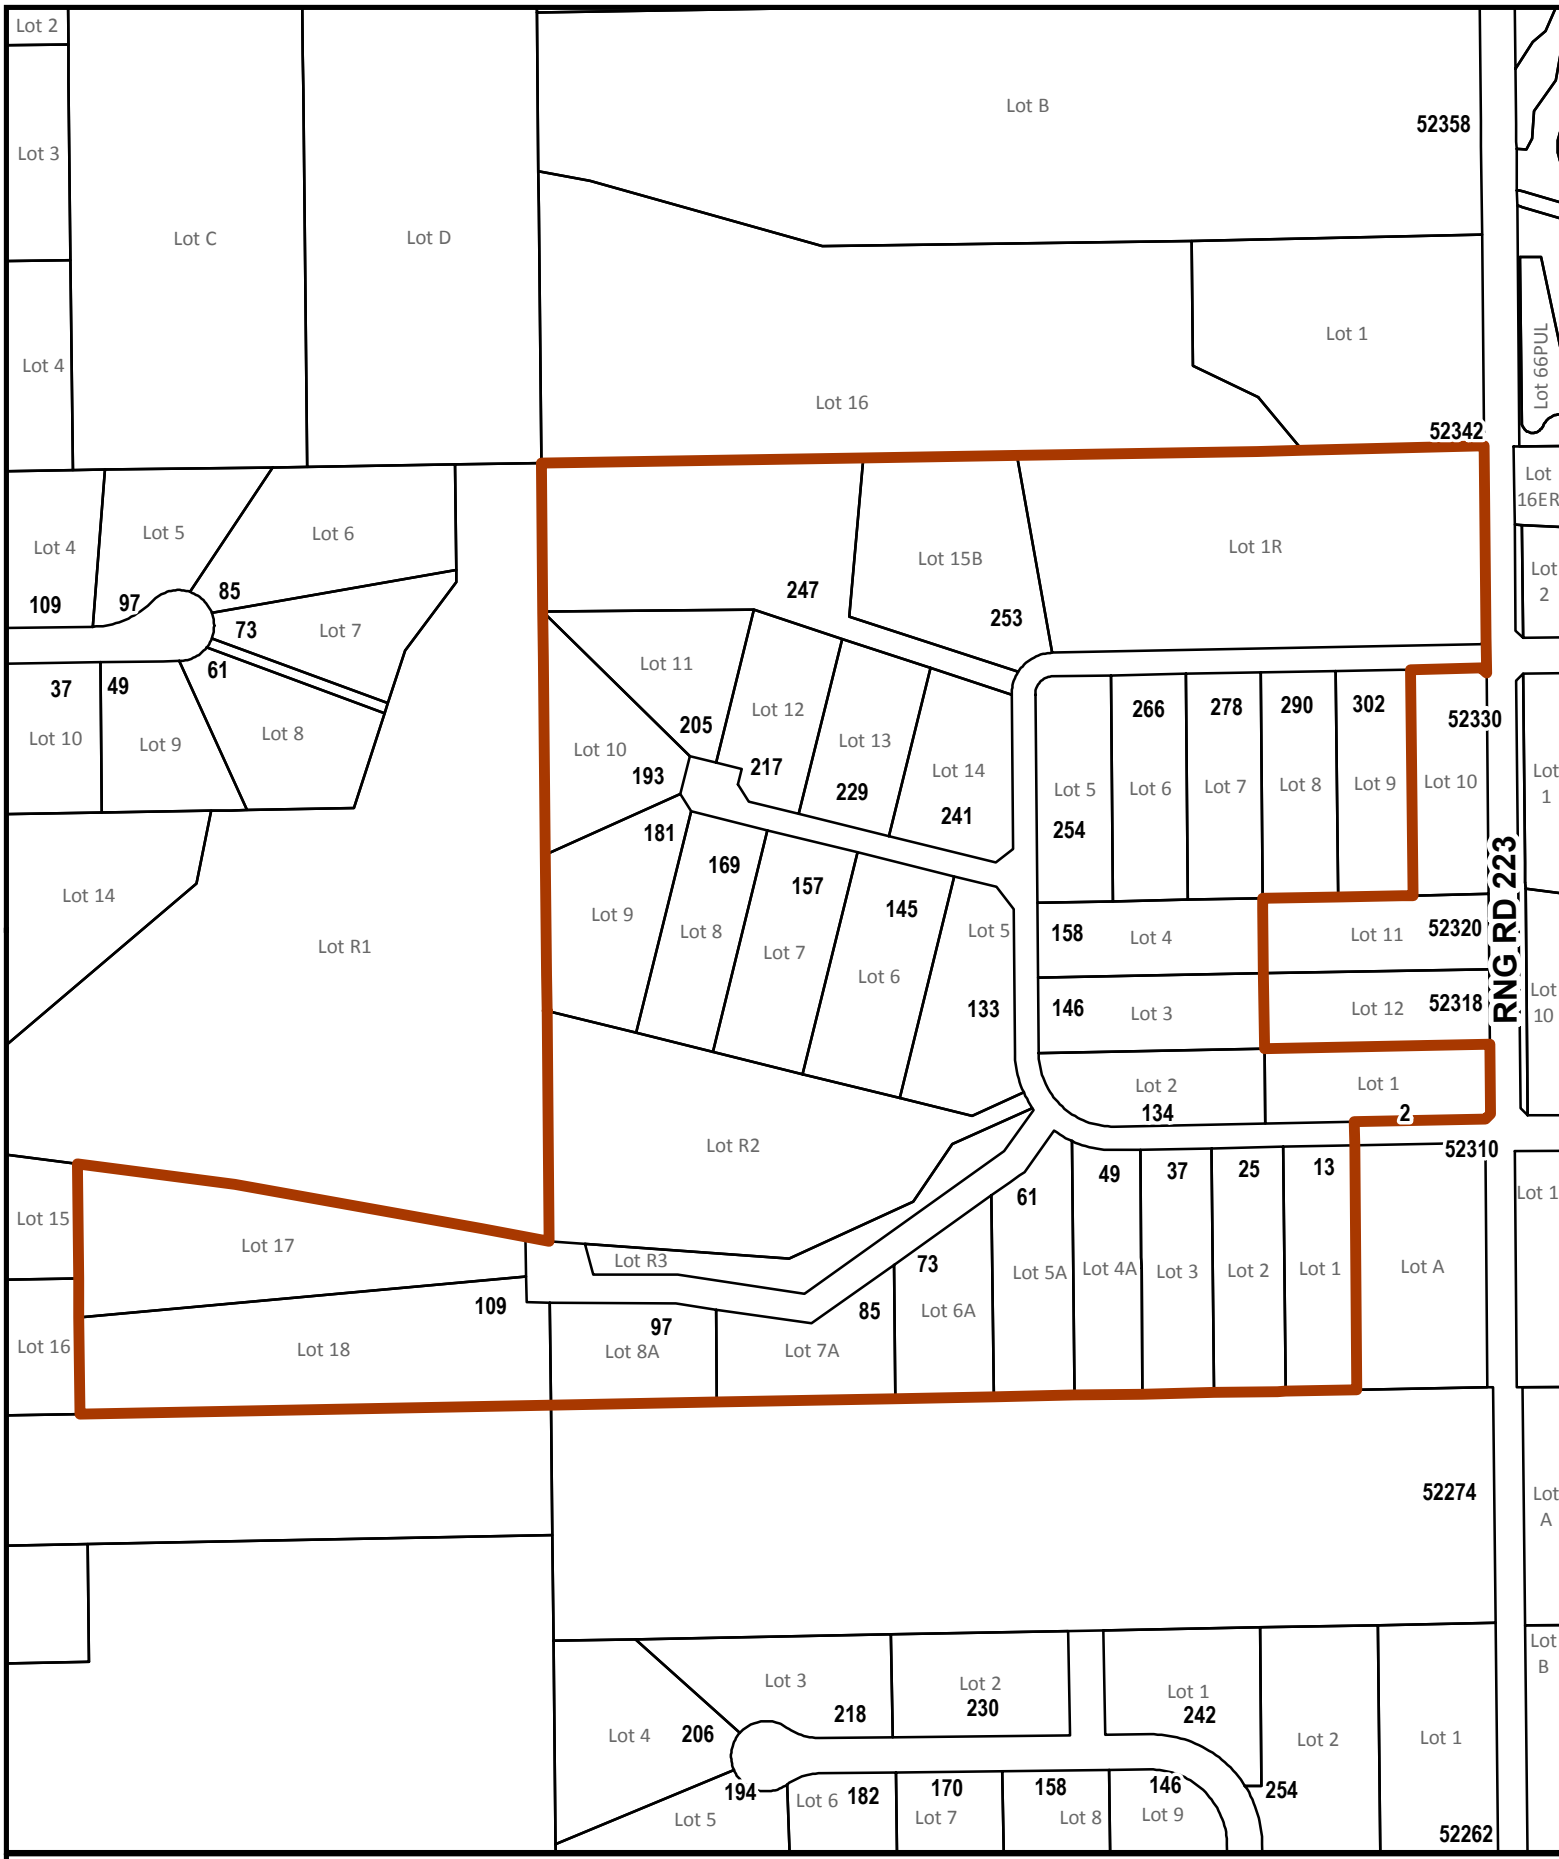 Lot 2
Lot B
52358
Lot 3
Lot C
Lot D
Lot 1
Lot 66PUL
Lot 4
Lot 16
52342
Lot
16ER
Lot 4
Lot 5
Lot 6
Lot 15B
Lot 1R
Lot
2
109
97
85
247
253
73
Lot 7
61
Lot 11
37
49
Lot 10
Lot 9
Lot 8
205
Lot 12
Lot 13
266
278
290
302
52330
Lot 10
193
217
229
Lot 14
241
Lot 5
254
Lot 6
Lot 7
Lot 8
Lot 9
Lot 10
Lot
1
181
169
157
145
RNG RD 223
Lot 14
Lot R1
Lot 9
Lot 8
Lot 7
Lot 6
Lot 5
133
158
Lot 4
Lot 11
52320
146
Lot 3
Lot 12
52318
Lot
10
Lot 2
134
Lot 1
2
Lot R2
52310
Lot 15
Lot 17
61
49
37
25
13
Lot 1
Lot R3
73
Lot 5A
Lot 4A
Lot 3
Lot 2
Lot 1
Lot A
109
85
Lot 6A
Lot 16
Lot 18
97
Lot 8A
Lot 7A
52274
Lot
A
Lot
B
Lot 3
218
Lot 2
230
Lot 1
242
Lot 4
206
Lot 2
Lot 1
194
Lot 5
Lot 6
182
170
Lot 7
158
Lot 8
146
Lot 9
254
52262